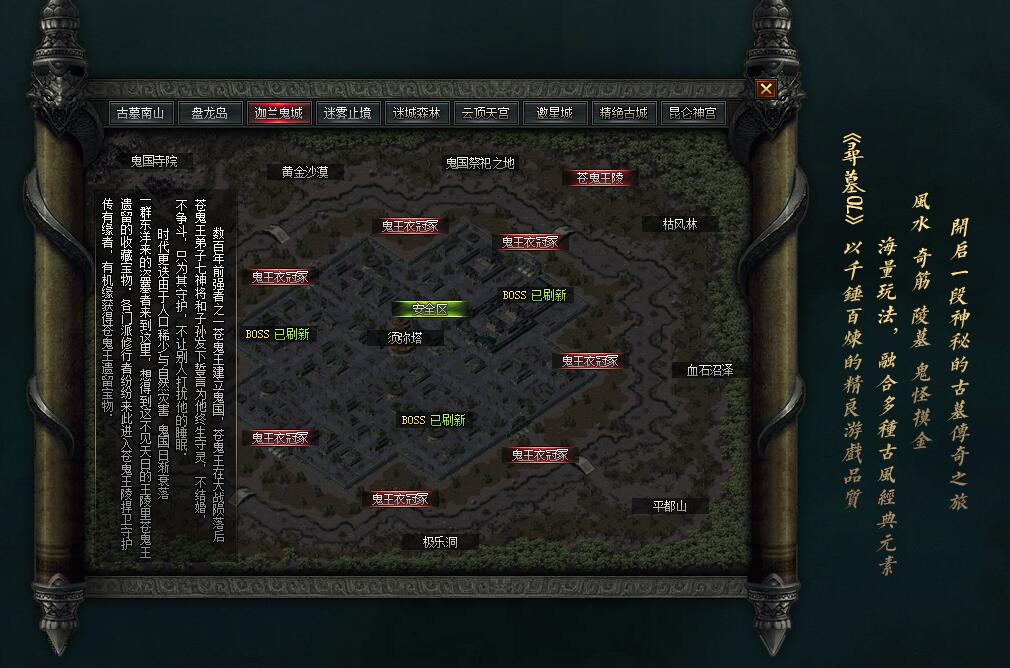 古墓南山
盘龙岛
迦兰鬼城
迷雾止境
迷城森林
云顶天宫
邀星城
精绝古城
昆仑神宫
鬼国寺院
黄金沙漠
鬼国祭祀之地
苍鬼王陵
鬼王衣冠冢
鬼王衣冠冢
枯风林
鬼王衣冠冢
BOSS 已刷新
安全区
BOSS 已刷新
须弥塔
鬼王衣冠冢
血石沼泽
BOSS 已刷新
鬼王衣冠冢
鬼王衣冠冢
鬼王衣冠冢
平都山
极乐洞
数百年前强者之一苍鬼王建立鬼国，苍鬼王在大战陨落后
苍鬼王弟子七神将和子孙发下誓言为他终生守灵，不结婚，
不争斗，只为其守护，不让别人打扰他的睡眠．
时代更迭由于人口稀少与自然灾害 鬼国日渐衰落
一群东洋来的盗墓者来到这里，想得到这不见天日的王陵里苍鬼王
遗留的收藏宝物．各门派修行者纷纷来此进入苍鬼王陵捍卫守护
传有缘者，有机缘获得苍鬼王遗留宝物．
開启一段神秘的古墓傳奇之旅
風水 奇筋 陵墓 鬼怪摸金
海量玩法，融合多種古風經典元素
《尋墓OL》以千錘百煉的精良游戲品質